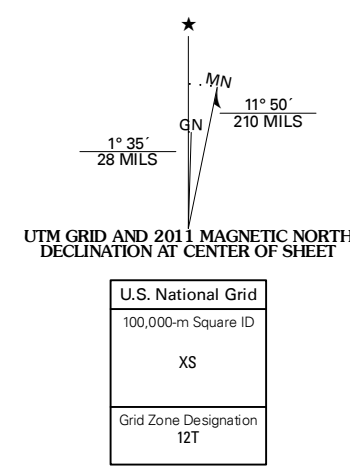 ★
MN
GN
1° 35´
28 MILS
11° 50´
210 MILS
UTM GRID AND 2011 MAGNETIC NORTH
DECLINATION AT CENTER OF SHEET
U.S. National Grid
100,000-m Square ID
XS
Grid Zone Designation
12T